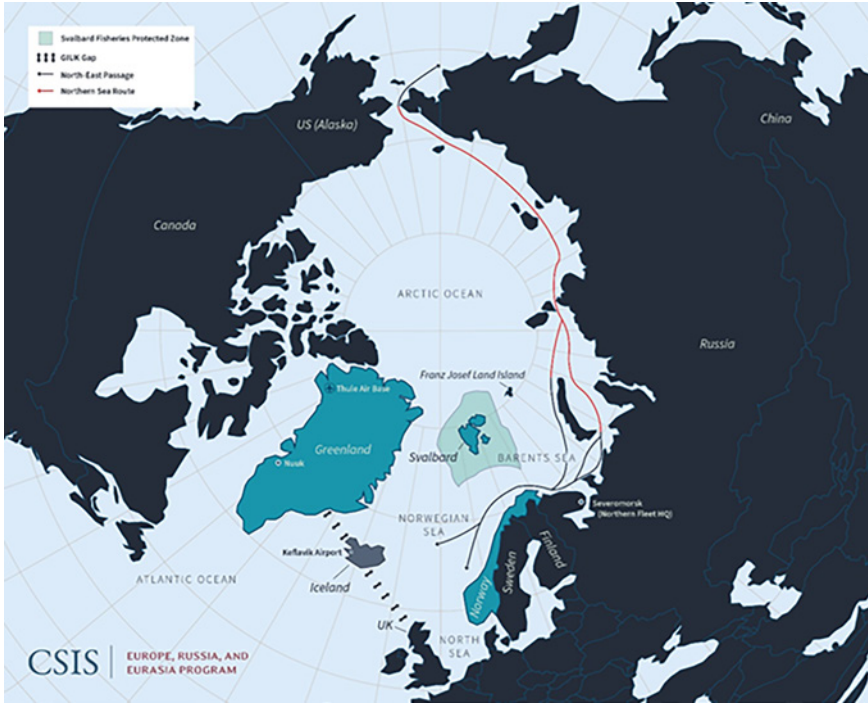 Svalbard Fisheries Protected Zone
GIUK Gap
North-East Passage
Northern Sea Route
US (Alaska)
China
Canada
ARCTIC OCEAN
Russia
Franz Josef Land Island
Thule Air Base
Greenland
Svalbard
Nuuk
BARENTS SEA
Severomorsk
(Northern Fleet HQ)
NORWEGIAN
SEA
Keflavik Airport
Finland
Sweden
Norway
ATLANTIC OCEAN
Iceland
UK
NORTH
SEA
CSIS
EUROPE, RUSSIA, AND
EURASIA PROGRAM